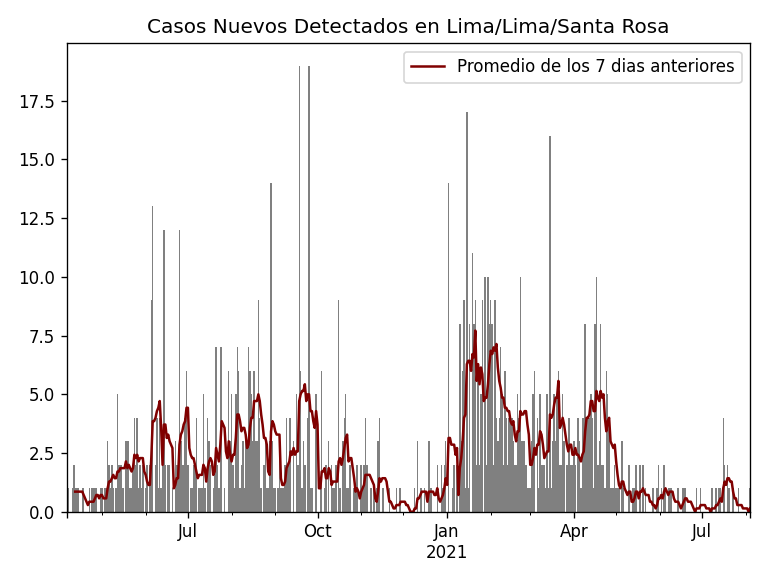 Casos Nuevos Detectados en Lima/Lima/Santa Rosa
Promedio de los 7 dias anteriores
17.5
15.0
12.5
10.0
7.5
5.0
2.5
0.0
Jul
Oct
Jan
2021
Apr
Jul